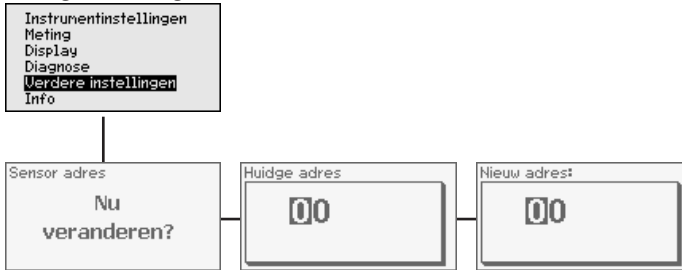 Instrumentinstellingen
Meting
Display
Diagnose
Verdere instellingen
Info
Sensor adres
Nu
veranderen?
Huidge adres
00
Nieuw adres:
00